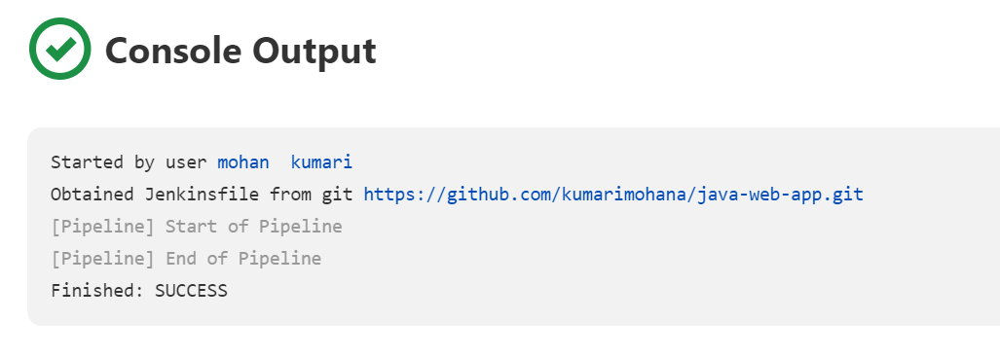 Console Output
Started by user mohan  kumari
Obtained Jenkinsfile from git https://github.com/kumarimohana/java-web-app.git
[Pipeline] Start of Pipeline
[Pipeline] End of Pipeline
Finished: SUCCESS